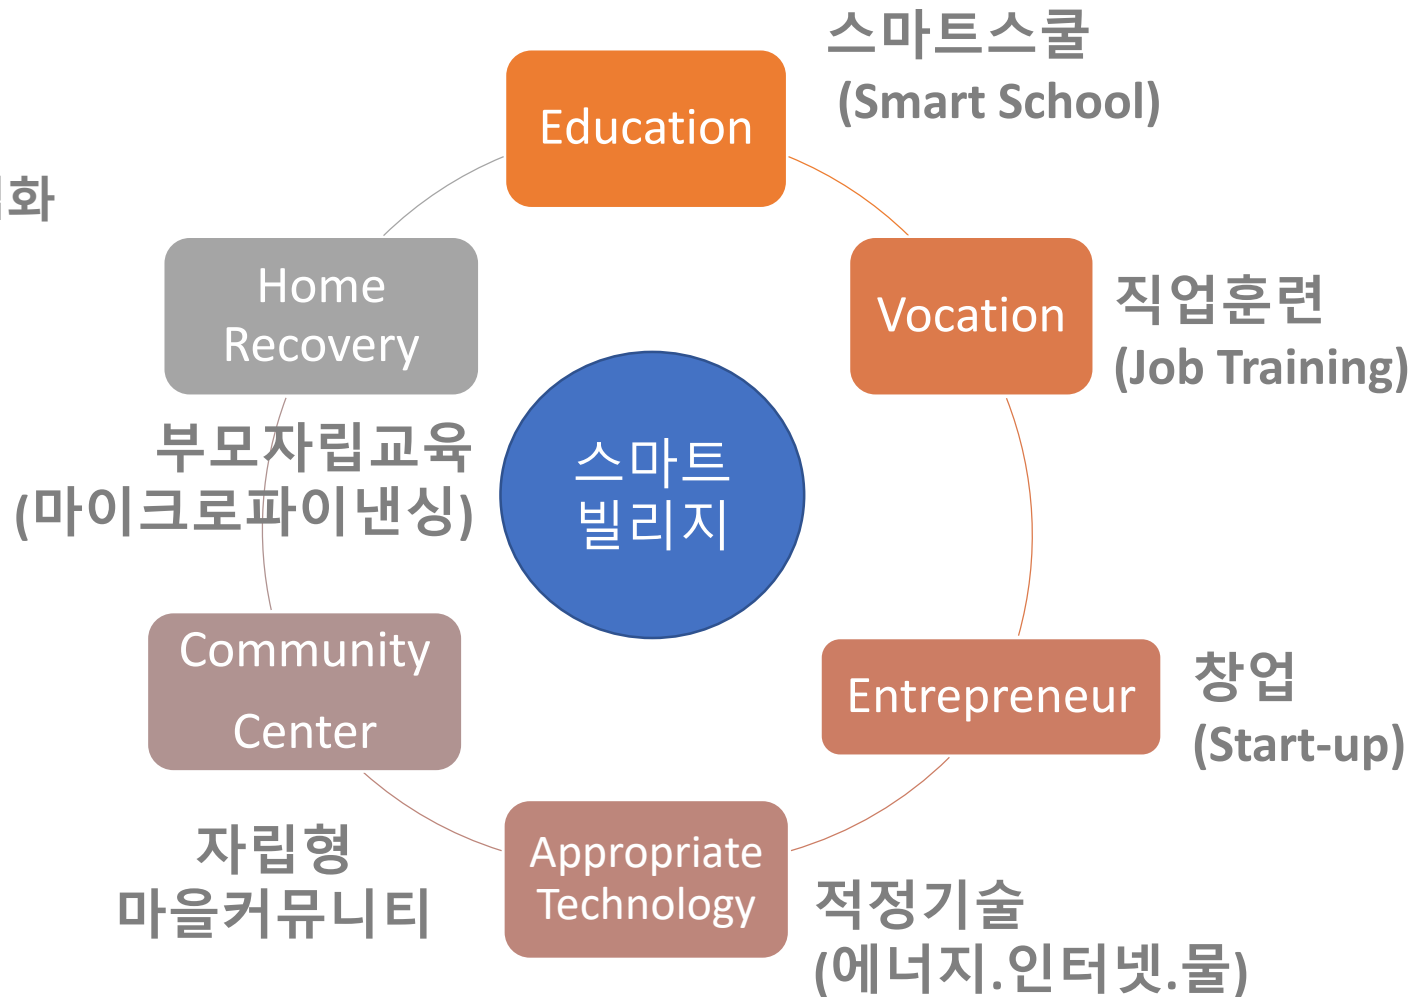 스마트스쿨
(Smart School)
Education
화
Home
Recovery
Vocation
직업훈련
(Job Training)
부모자립교육
(마이크로파이낸싱)
스마트
빌리지
Community
Center
Entrepreneur
창업
(Start-up)
자립형
마을커뮤니티
Appropriate
Technology
적정기술
(에너지.인터넷.물)